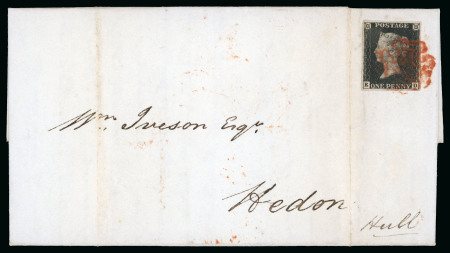 POSTAGE
ONE PENNY
Wm Iveson Esqr.
Hedon
Hull